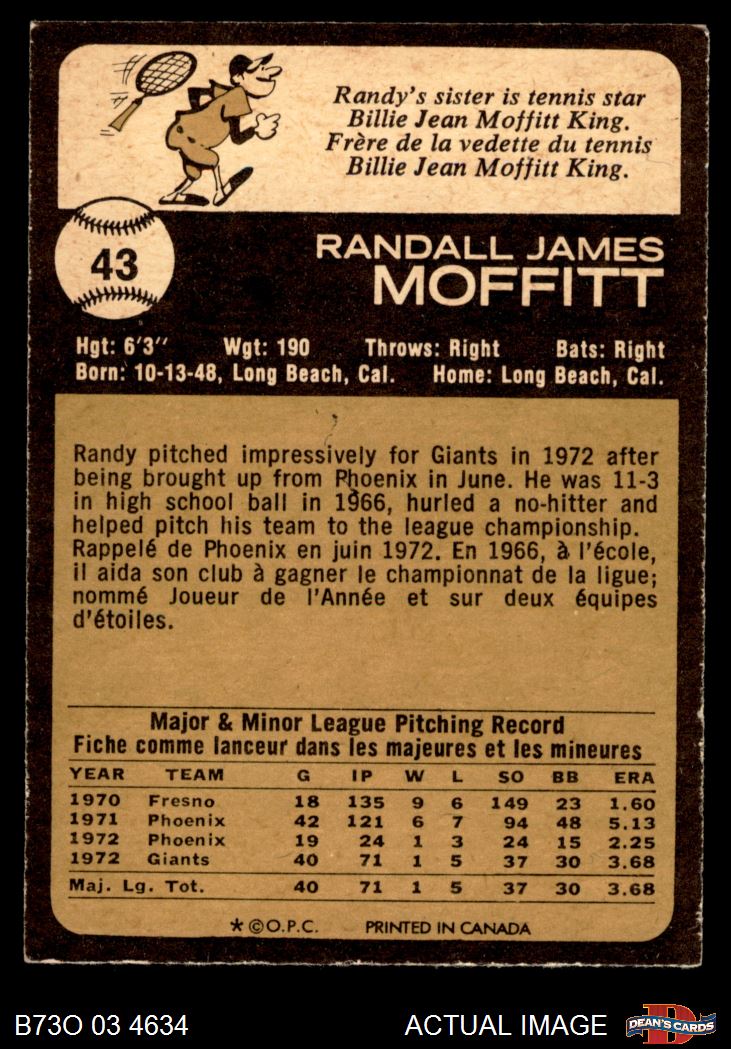 Randy's sister is tennis star
Billie Jean Moffitt King.
Frère de la vedette du tennis
Billie Jean Moffitt King.
43
RANDALL JAMES
MOFFITT
Hgt: 6'3" Wgt: 190 Throws: Right Bats: Right
Born: 10-13-48, Long Beach, Cal. Home: Long Beach, Cal.
Randy pitched impressively for Giants in 1972 after
being brought up from Phoenix in June. He was 11-3
in high school ball in 1966, hurled a no-hitter and
helped pitch his team to the league championship.
Rappelé de Phoenix en juin 1972. En 1966, à l'école,
il aida son club à gagner le championnat de la ligue;
nommé Joueur de l'Année et sur deux équipes
d'étoiles.
Major & Minor League Pitching Record
Fiche comme lanceur dans les majeures et les mineures
YEAR TEAM G IP W L SO BB ERA
1970 Fresno 18 135 9 6 149 23 1.60
1971 Phoenix 42 121 6 7 94 48 5.13
1972 Phoenix 19 24 1 3 24 15 2.25
1972 Giants 40 71 1 5 37 30 3.68
Maj. Lg. Tot. 40 71 1 5 37 30 3.68
* ©O.P.C. PRINTED IN CANADA
B73O 03 4634 ACTUAL IMAGE DEAN'S CARDS